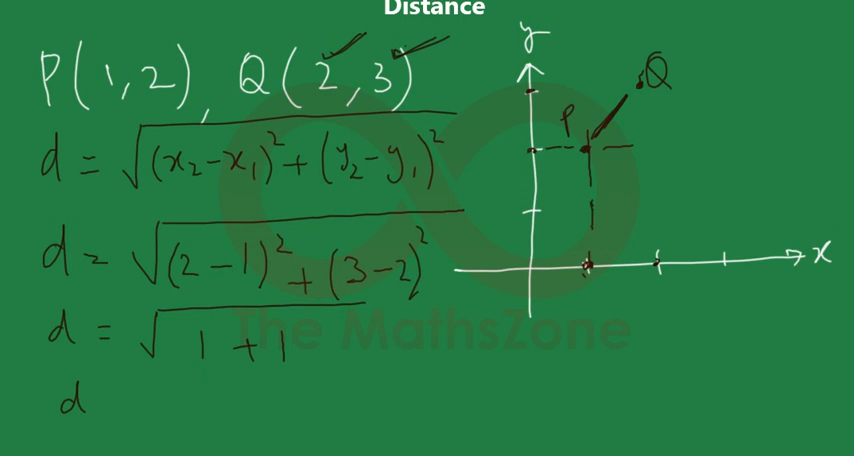 Distance
P(1,2), Q(2,3)
d = √((x₂-x₁)²+(y₂-y₁)²)
d = √((2-1)²+(3-2)²)
d = √(1+1)
d
y
Q
P
x
The MathsZone